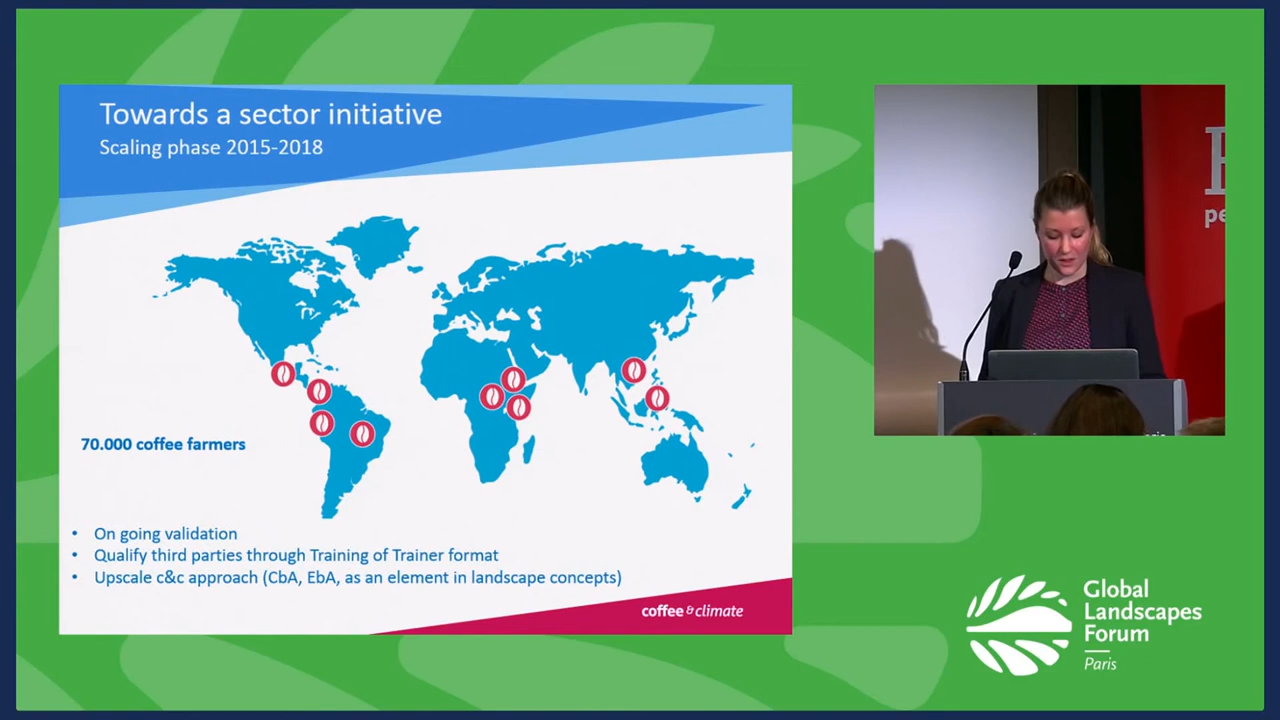 Towards a sector initiative
Scaling phase 2015-2018
70.000 coffee farmers
• On going validation
• Qualify third parties through Training of Trainer format
• Upscale c&c approach (CbA, EbA, as an element in landscape concepts)
coffee & climate
pe
Global
Landscapes
Forum
Paris